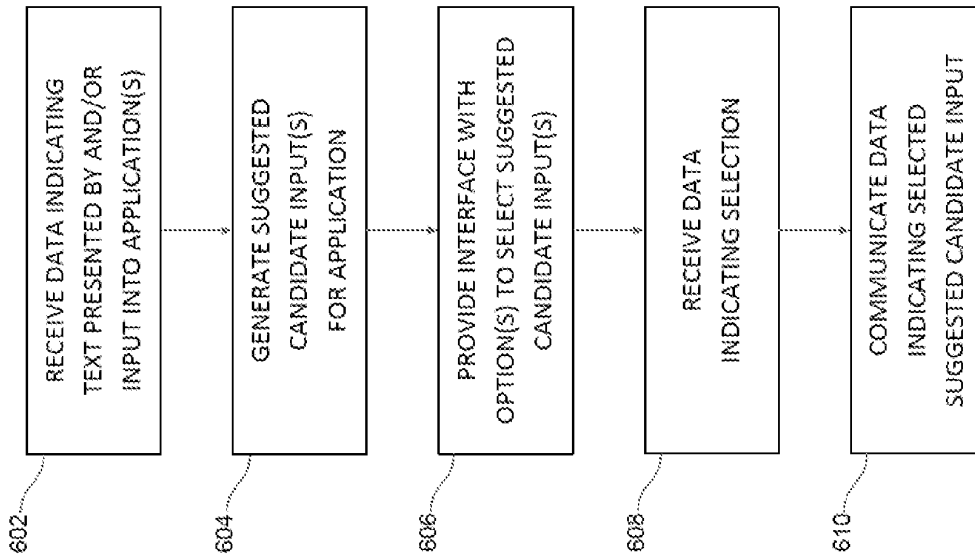 602
RECEIVE DATA INDICATING
TEXT PRESENTED BY AND/OR
INPUT INTO APPLICATION(S)
604
GENERATE SUGGESTED
CANDIDATE INPUT(S)
FOR APPLICATION
606
PROVIDE INTERFACE WITH
OPTION(S) TO SELECT SUGGESTED
CANDIDATE INPUT(S)
608
RECEIVE DATA
INDICATING SELECTION
610
COMMUNICATE DATA
INDICATING SELECTED
SUGGESTED CANDIDATE INPUT